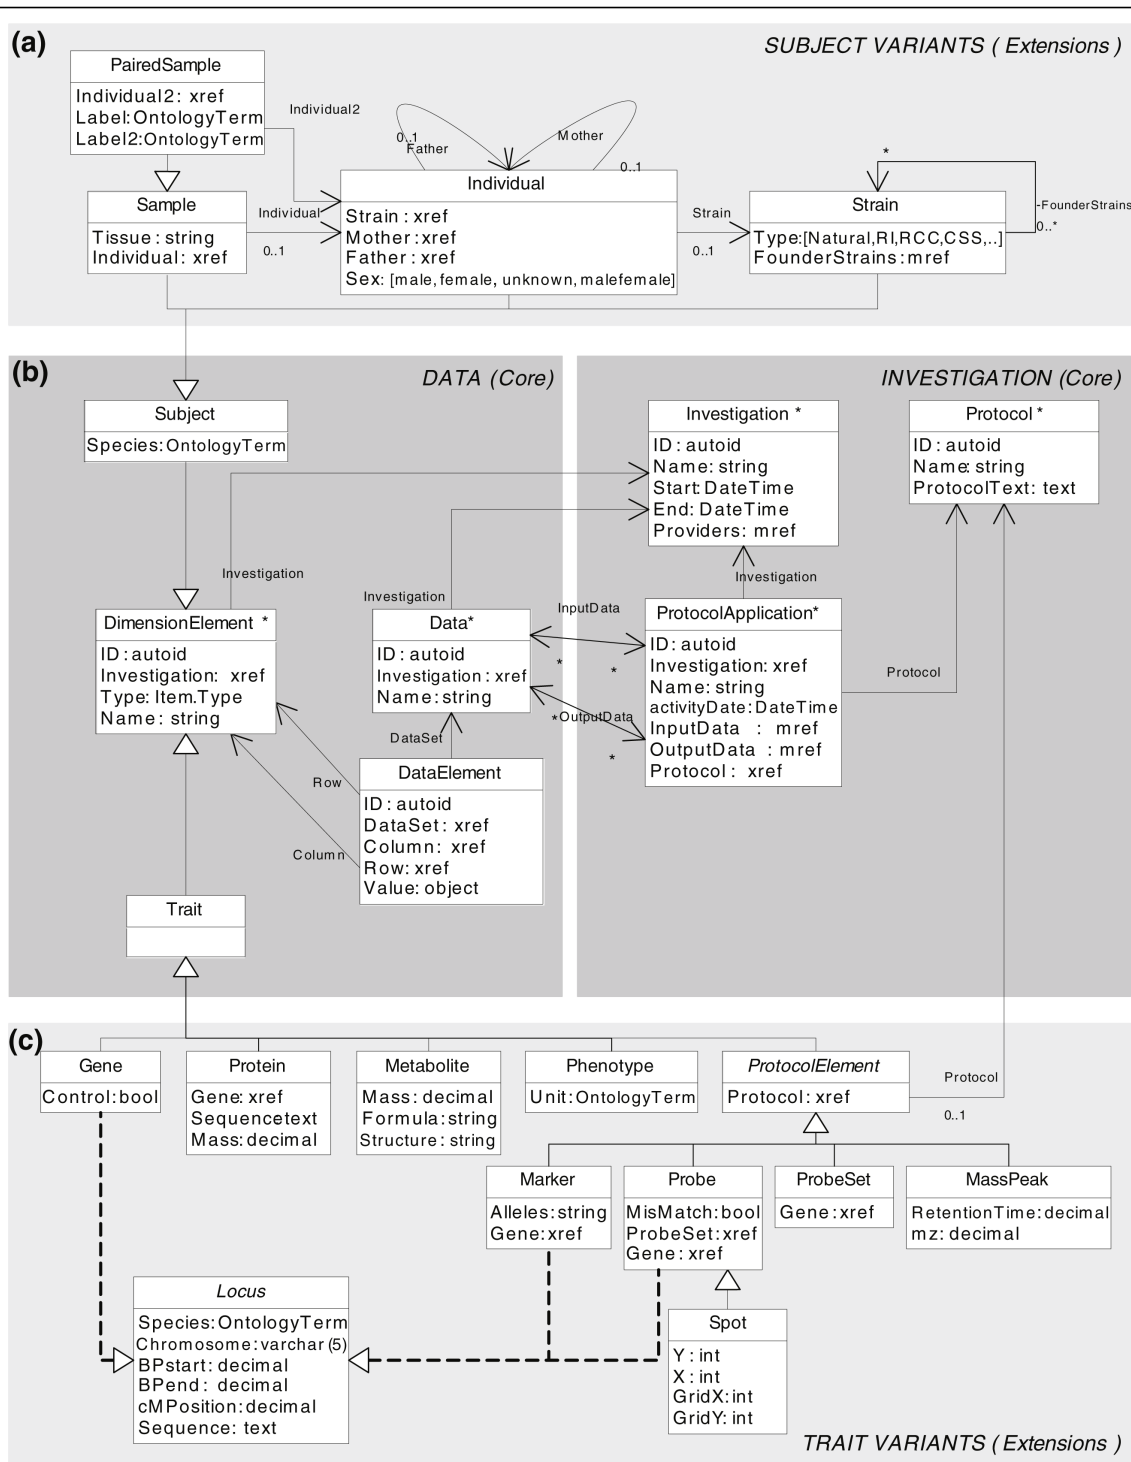 (a)
SUBJECT VARIANTS ( Extensions )
PairedSample
Individual2: xref
Label:OntologyTerm
Label2:OntologyTerm
Individual2
0..1
Father
Mother
0..1
*
Individual
Strain : xref
Mother : xref
Father : xref
Sex: [male, female, unknown, malefemale]
Sample
Tissue : string
Individual : xref
Individual
0..1
Strain
0..1
Strain
Type:[Natural,RI,RCC,CSS,..]
FounderStrains : mref
-FounderStrains
0..*
(b)
DATA (Core)
INVESTIGATION (Core)
Subject
Species: OntologyTerm
Investigation *
ID : autoid
Name: string
Start: DateTime
End: DateTime
Providers: mref
Protocol *
ID : autoid
Name: string
ProtocolText: text
Investigation
Investigation
Investigation
DimensionElement *
ID : autoid
Investigation: xref
Type: Item.Type
Name : string
Data*
ID : autoid
Investigation : xref
Name: string
InputData
*
*
*
OutputData
*
ProtocolApplication*
ID : autoid
Investigation: xref
Name: string
activityDate: DateTime
InputData : mref
OutputData : mref
Protocol : xref
Protocol
DataSet
Row
Column
DataElement
ID : autoid
DataSet : xref
Column : xref
Row: xref
Value: object
Trait
(c)
Gene
Control: bool
Protein
Gene: xref
Sequencetext
Mass: decimal
Metabolite
Mass: decimal
Formula: string
Structure : string
Phenotype
Unit: OntologyTerm
ProtocolElement
Protocol : xref
Protocol
0..1
Marker
Alleles: string
Gene: xref
Probe
MisMatch: bool
ProbeSet: xref
Gene : xref
ProbeSet
Gene : xref
MassPeak
RetentionTime: decimal
mz: decimal
Locus
Species: OntologyTerm
Chromosome: varchar (5)
BPstart : decimal
BPend : decimal
cMPosition: decimal
Sequence: text
Spot
Y : int
X : int
GridX: int
GridY: int
TRAIT VARIANTS ( Extensions )